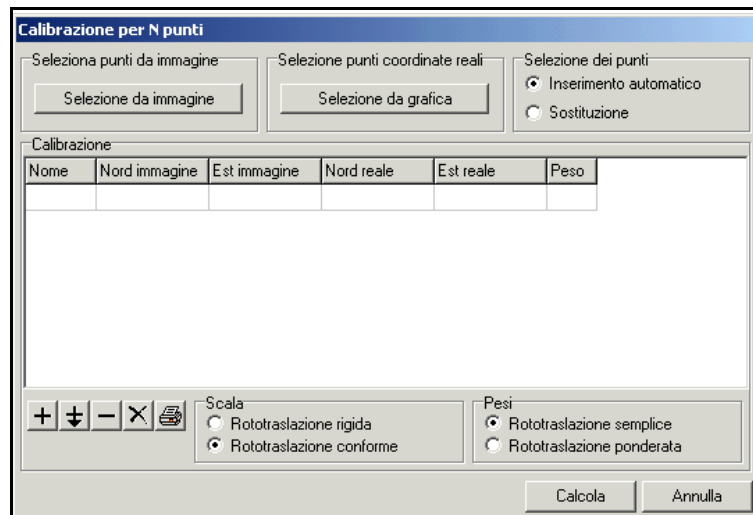 Calibrazione per N punti
Seleziona punti da immagine
Selezione da immagine
Selezione punti coordinate reali
Selezione da grafica
Selezione dei punti
Inserimento automatico
Sostituzione
Calibrazione
Nome Nord immagine Est immagine Nord reale Est reale Peso
Scala
Rototraslazione rigida
Rototraslazione conforme
Pesi
Rototraslazione semplice
Rototraslazione ponderata
Calcola Annulla